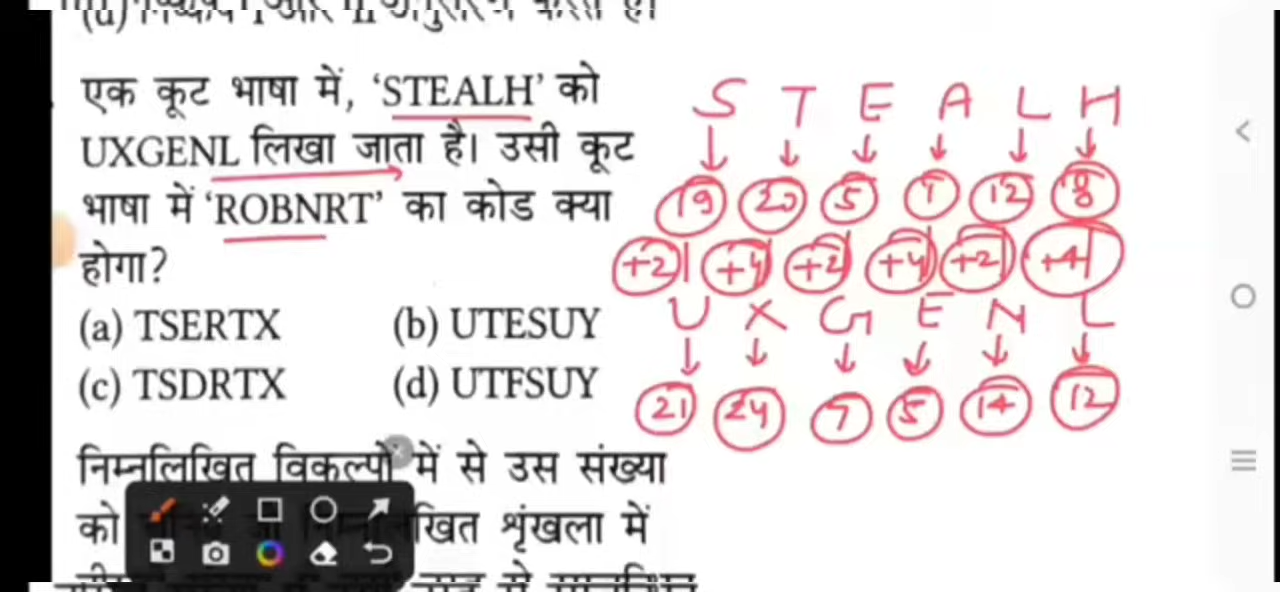 एक कूट भाषा में, ‘STEALH’ को
UXGENL लिखा जाता है। उसी कूट
भाषा में ‘ROBNRT’ का कोड क्या
होगा?
(a) TSERTX (b) UTESUY
(c) TSDRTX (d) UTFSUY
निम्नलिखित विकल्पों में से उस संख्या
को शृंखला में
S T E A L H
19 20 5 1 12 8
+2 +4 +2 +4 +2 +4
U X G E N L
21 24 7 5 14 12